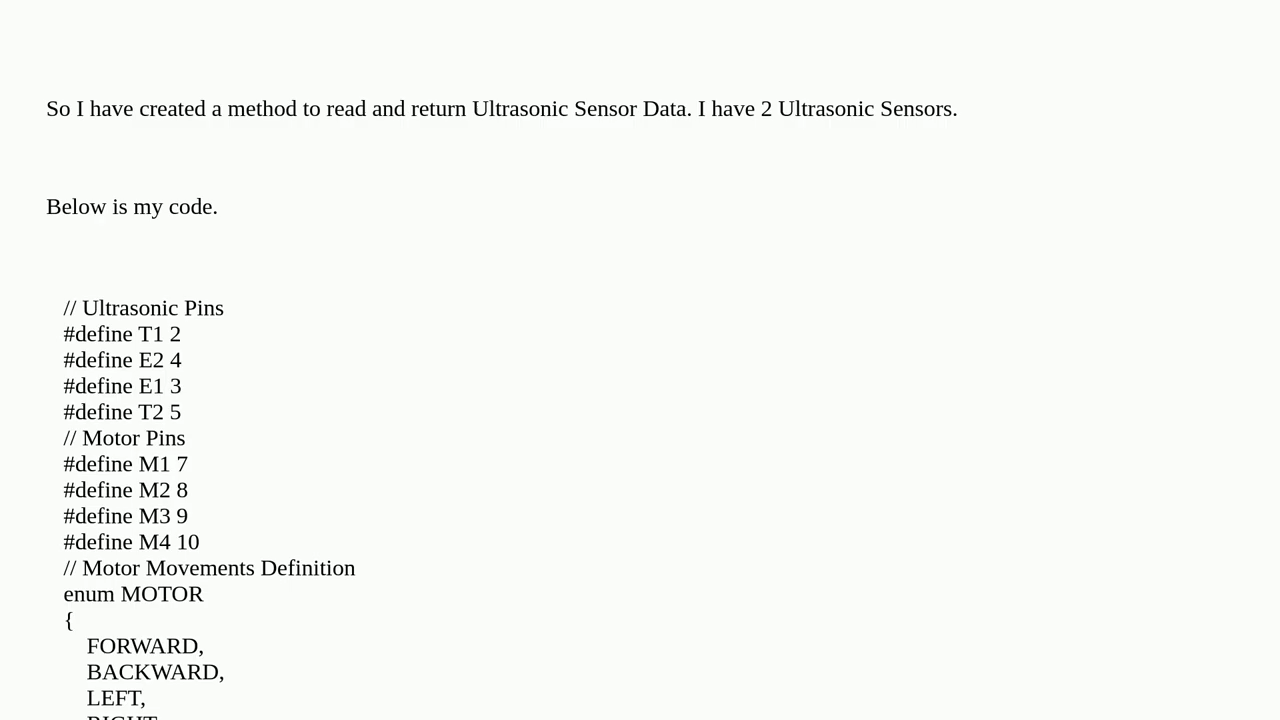 So I have created a method to read and return Ultrasonic Sensor Data. I have 2 Ultrasonic Sensors.
Below is my code.
// Ultrasonic Pins
#define T1 2
#define E2 4
#define E1 3
#define T2 5
// Motor Pins
#define M1 7
#define M2 8
#define M3 9
#define M4 10
// Motor Movements Definition
enum MOTOR
{
FORWARD,
BACKWARD,
LEFT,